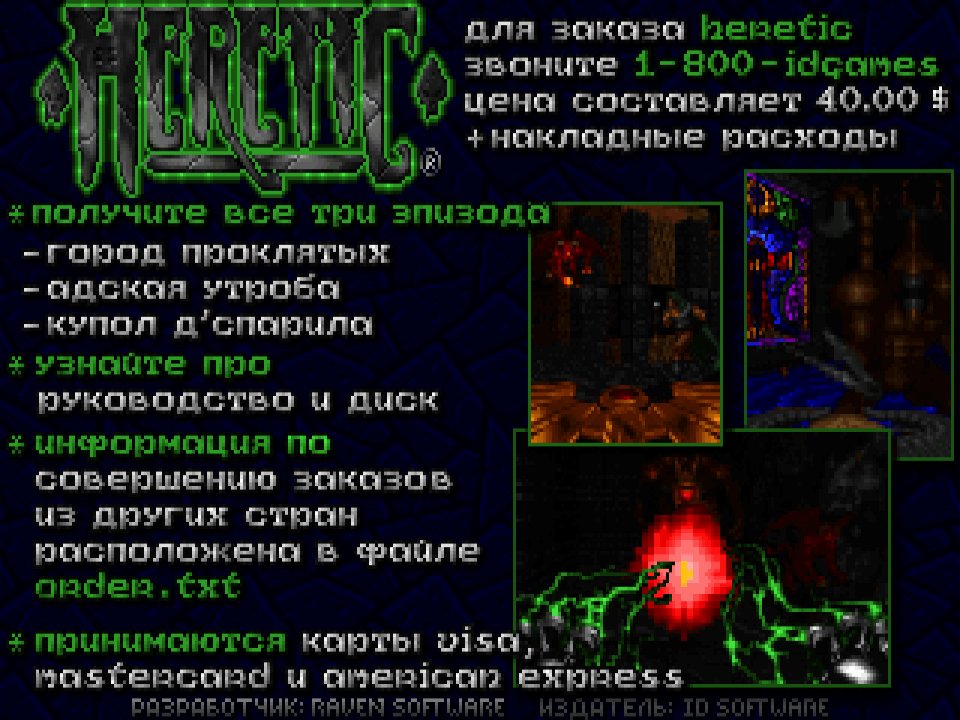 HERETIC®
для заказа heretic
звоните 1-800-idgames
цена составляет 40.00 $
+накладные расходы
* получите все три эпизода
-город проклятых
-адская утроба
-купол д'спарила
* узнайте про
руководство и диск
* информация по
совершению заказов
из других стран
расположена в файле
order.txt
* принимаются карты visa,
mastercard и american express
РАЗРАБОТЧИК: RAVEN SOFTWARE ИЗДАТЕЛЬ: ID SOFTWARE